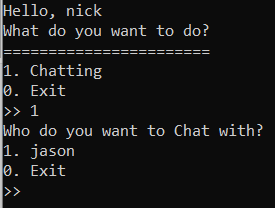 Hello, nick
What do you want to do?
=======================
1. Chatting
0. Exit
>> 1
Who do you want to Chat with?
1. jason
0. Exit
>>